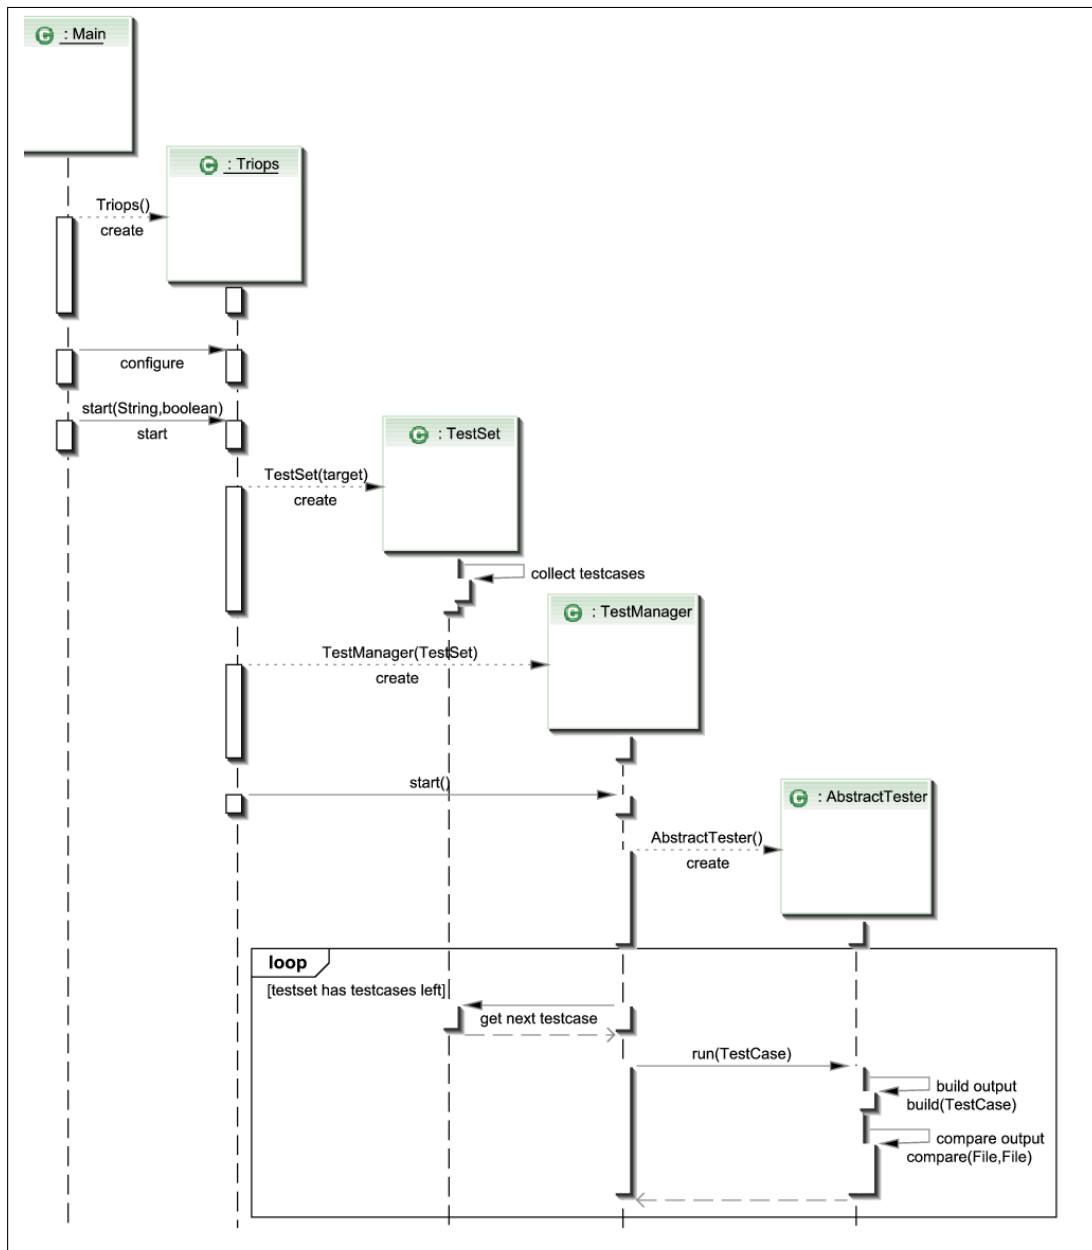 C : Main
C : Triops
Triops()
create
configure
start(String,boolean)
start
C : TestSet
TestSet(target)
create
collect testcases
C : TestManager
TestManager(TestSet)
create
start()
C : AbstractTester
AbstractTester()
create
loop
[testset has testcases left]
get next testcase
run(TestCase)
build output
build(TestCase)
compare output
compare(File,File)